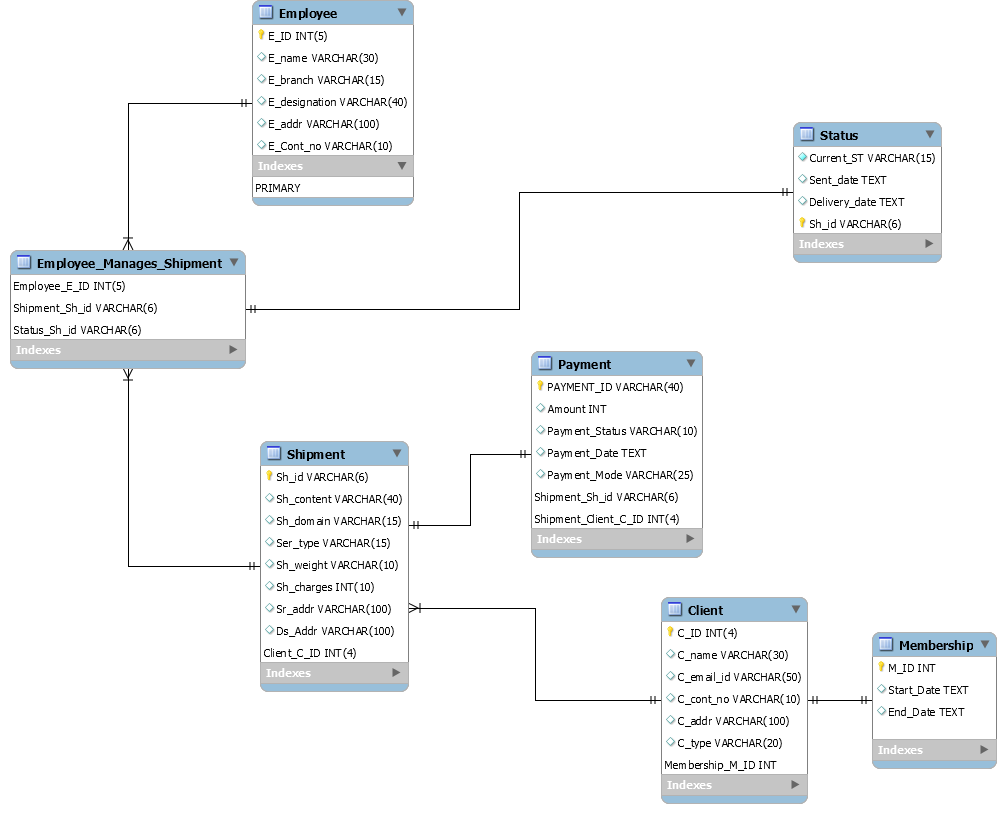 Employee
E_ID INT(5)
E_name VARCHAR(30)
E_branch VARCHAR(15)
E_designation VARCHAR(40)
E_addr VARCHAR(100)
E_Cont_no VARCHAR(10)
Indexes
PRIMARY
Status
Current_ST VARCHAR(15)
Sent_date TEXT
Delivery_date TEXT
Sh_id VARCHAR(6)
Indexes
Employee_Manages_Shipment
Employee_E_ID INT(5)
Shipment_Sh_id VARCHAR(6)
Status_Sh_id VARCHAR(6)
Indexes
Payment
PAYMENT_ID VARCHAR(40)
Amount INT
Payment_Status VARCHAR(10)
Payment_Date TEXT
Payment_Mode VARCHAR(25)
Shipment_Sh_id VARCHAR(6)
Shipment_Client_C_ID INT(4)
Indexes
Shipment
Sh_id VARCHAR(6)
Sh_content VARCHAR(40)
Sh_domain VARCHAR(15)
Ser_type VARCHAR(15)
Sh_weight VARCHAR(10)
Sh_charges INT(10)
Sr_addr VARCHAR(100)
Ds_Addr VARCHAR(100)
Client_C_ID INT(4)
Indexes
Client
C_ID INT(4)
C_name VARCHAR(30)
C_email_id VARCHAR(50)
C_cont_no VARCHAR(10)
C_addr VARCHAR(100)
C_type VARCHAR(20)
Membership_M_ID INT
Indexes
Membership
M_ID INT
Start_Date TEXT
End_Date TEXT
Indexes